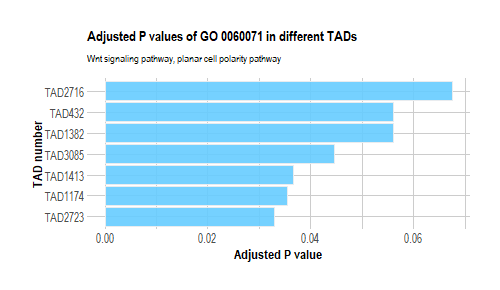 Adjusted P values of GO 0060071 in different TADs
Wnt signaling pathway, planar cell polarity pathway
TAD number
TAD2716
TAD432
TAD1382
TAD3085
TAD1413
TAD1174
TAD2723
0.00 0.02 0.04 0.06
Adjusted P value